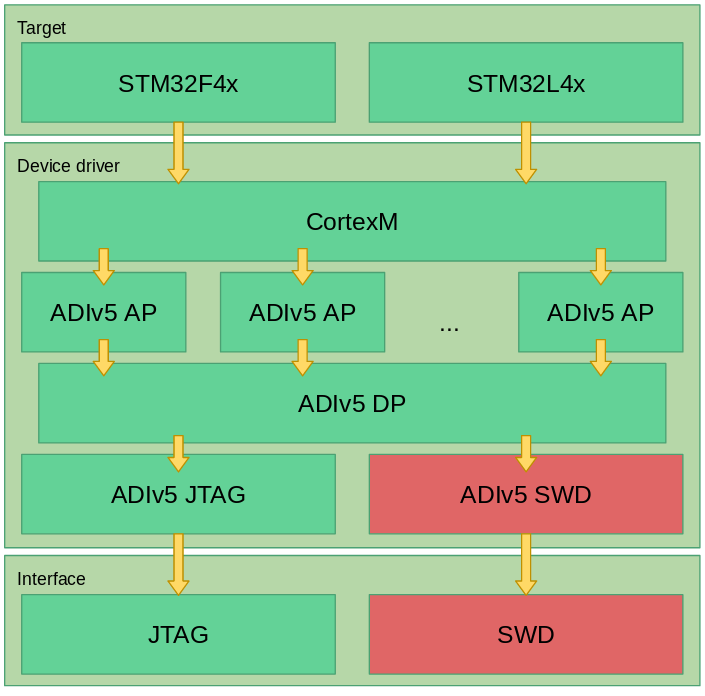 Target
STM32F4x
STM32L4x
Device driver
CortexM
ADIv5 AP
ADIv5 AP
...
ADIv5 AP
ADIv5 DP
ADIv5 JTAG
ADIv5 SWD
Interface
JTAG
SWD